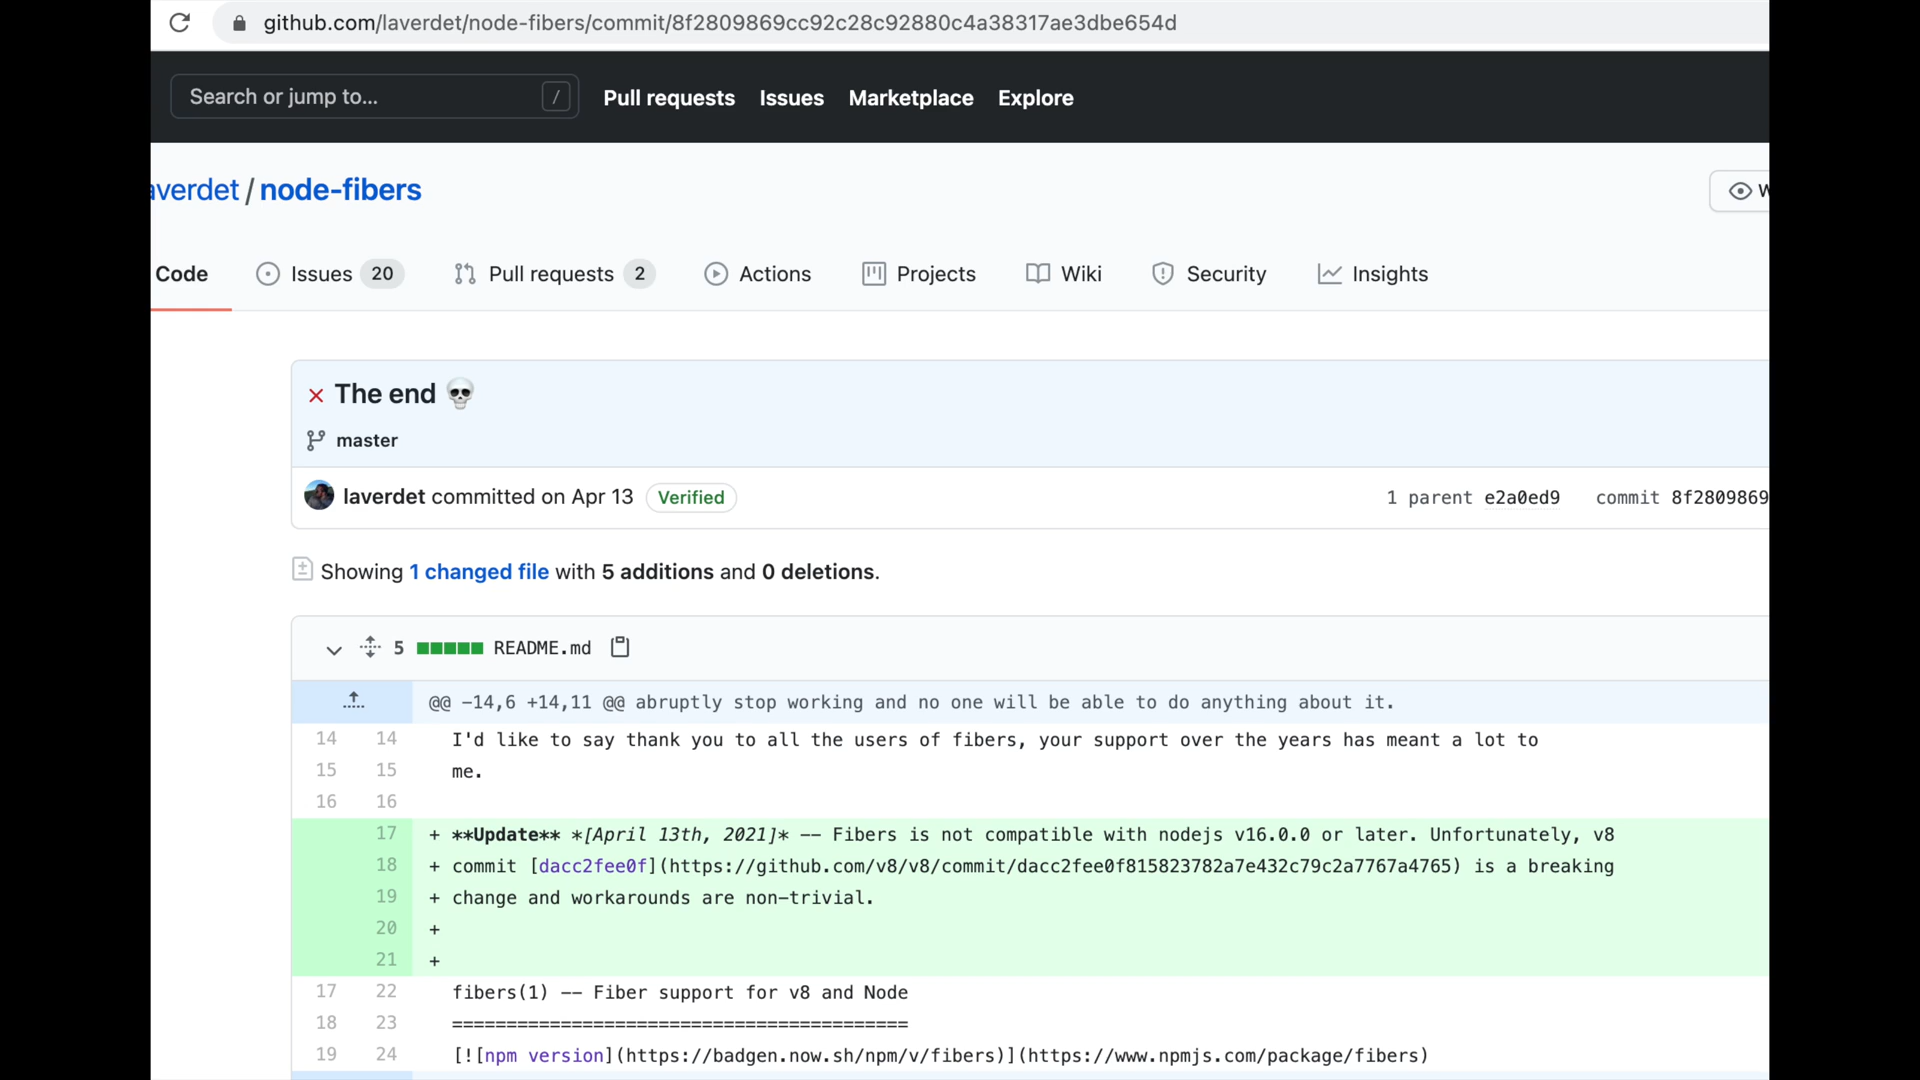 github.com/laverdet/node-fibers/commit/8f2809869cc92c28c92880c4a38317ae3dbe654d
Search or jump to... /
Pull requests Issues Marketplace Explore
averdet / node-fibers
W
Code Issues 20 Pull requests 2 Actions Projects Wiki Security Insights
The end 💀
master
laverdet committed on Apr 13 Verified 1 parent e2a0ed9 commit 8f2809869
Showing 1 changed file with 5 additions and 0 deletions.
5 README.md
@@ -14,6 +14,11 @@ abruptly stop working and no one will be able to do anything about it.
14 14 I'd like to say thank you to all the users of fibers, your support over the years has meant a lot to
15 15 me.
16 16
17 + **Update** *[April 13th, 2021]* -- Fibers is not compatible with nodejs v16.0.0 or later. Unfortunately, v8
18 + commit [dacc2fee0f](https://github.com/v8/v8/commit/dacc2fee0f815823782a7e432c79c2a7767a4765) is a breaking
19 + change and workarounds are non-trivial.
20 +
21 +
17 22 fibers(1) -- Fiber support for v8 and Node
18 23 ==========================================
19 24 [![npm version](https://badgen.now.sh/npm/v/fibers)](https://www.npmjs.com/package/fibers)